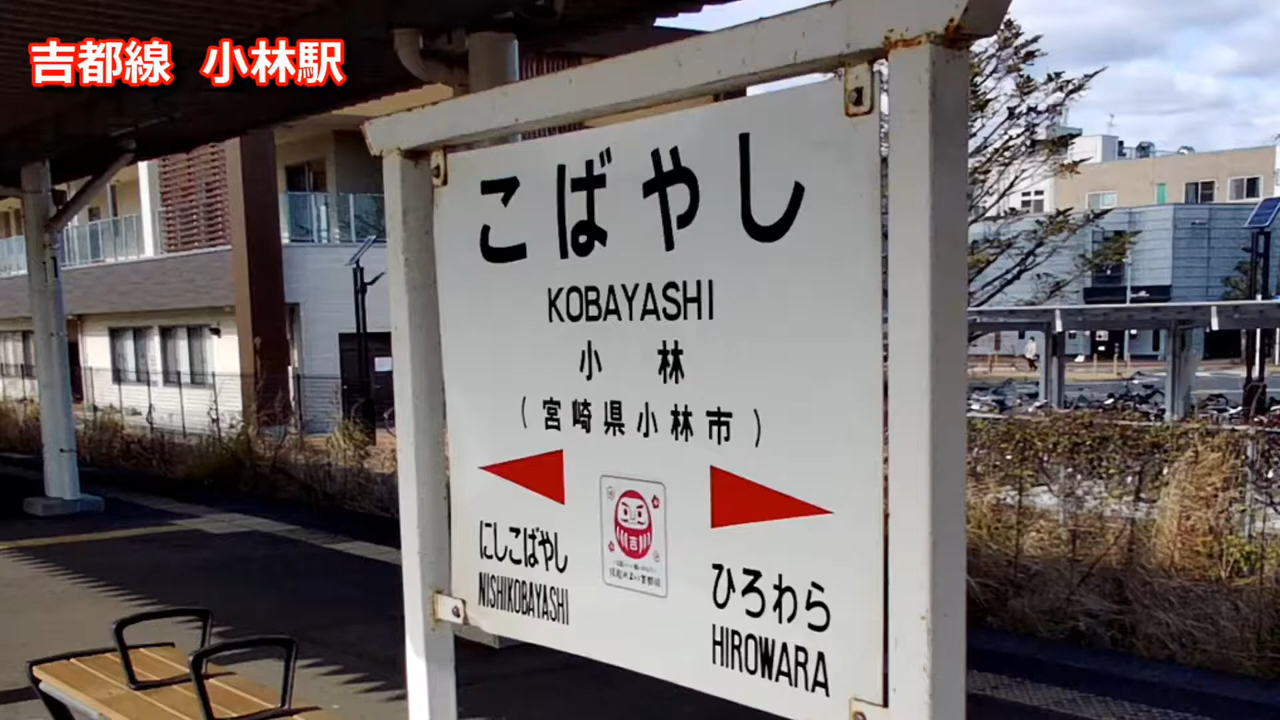 吉都線 小林駅
こばやし
KOBAYASHI
小林
（宮崎県小林市）
吉
にしこばやし
NISHIKOBAYASHI
ひろわら
HIROWARA